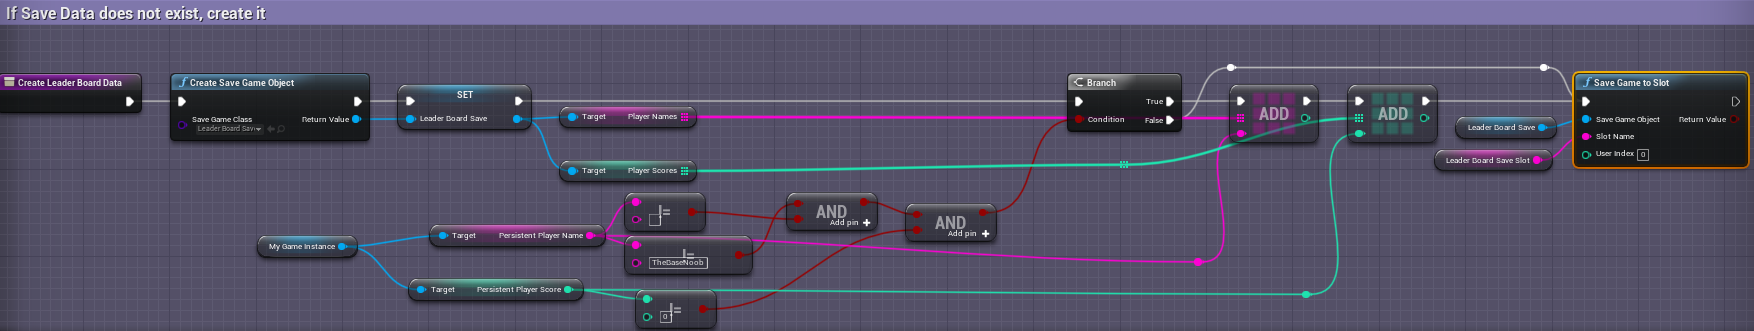 If Save Data does not exist, create it
Create Leader Board Data
Create Save Game Object
Save Game Class
Leader Board Sav
Return Value
SET
Leader Board Save
Target Player Names
Target Player Scores
Branch
True
Condition False
ADD
ADD
Save Game to Slot
Leader Board Save
Save Game Object Return Value
Slot Name
Leader Board Save Slot
User Index 0
My Game Instance
Target Persistent Player Name
!=
AND
Add pin +
AND
Add pin +
!=
TheBaseNoob
Target Persistent Player Score
!=
0